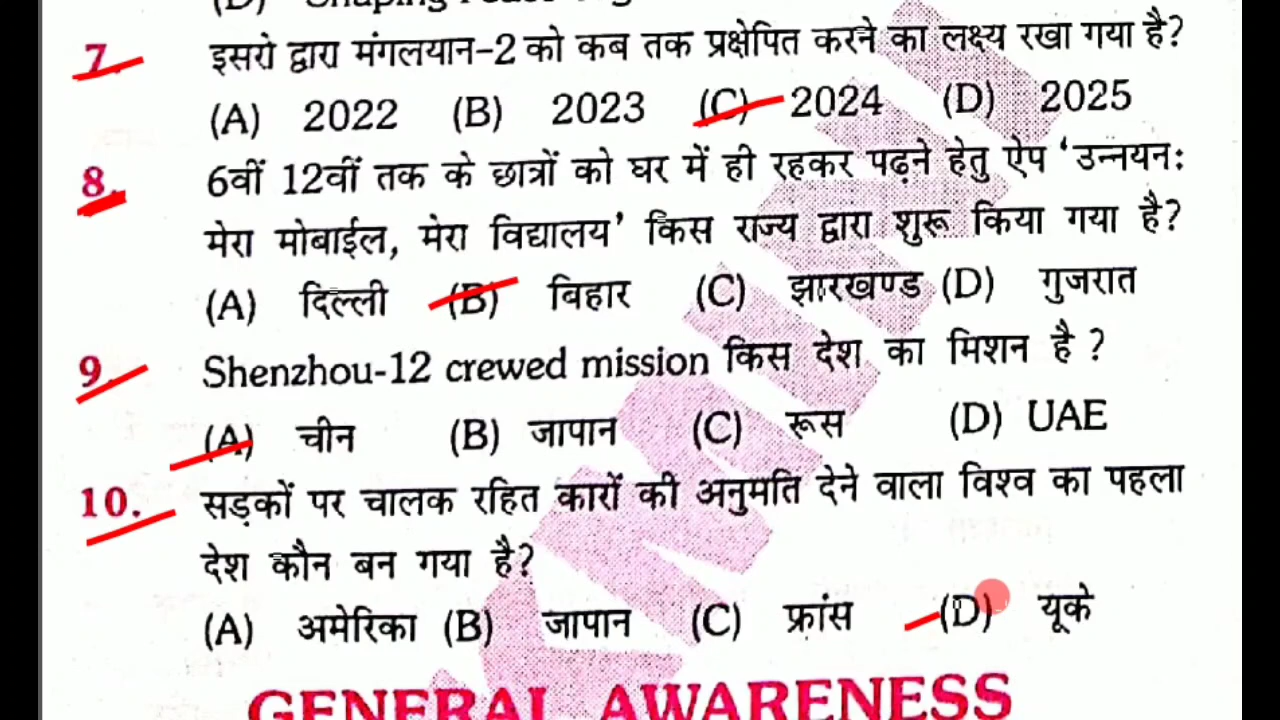 7. इसरो द्वारा मंगलयान-2 को कब तक प्रक्षेपित करने का लक्ष्य रखा गया है?
(A) 2022 (B) 2023 (C) 2024 (D) 2025
8. 6वीं 12वीं तक के छात्रों को घर में ही रहकर पढ़ने हेतु ऐप 'उन्नयनः
मेरा मोबाईल, मेरा विद्यालय' किस राज्य द्वारा शुरू किया गया है?
(A) दिल्ली (B) बिहार (C) झारखण्ड (D) गुजरात
9. Shenzhou-12 crewed mission किस देश का मिशन है ?
(A) चीन (B) जापान (C) रूस (D) UAE
10. सड़कों पर चालक रहित कारों की अनुमति देने वाला विश्व का पहला
देश कौन बन गया है?
(A) अमेरिका (B) जापान (C) फ्रांस (D) यूके
GENERAL AWARENESS